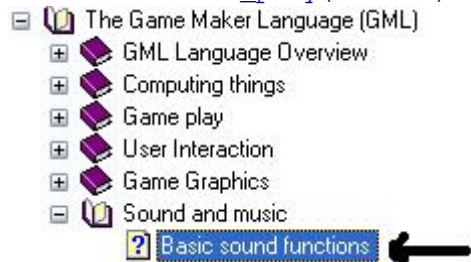 The Game Maker Language (GML)
GML Language Overview
Computing things
Game play
User Interaction
Game Graphics
Sound and music
Basic sound functions